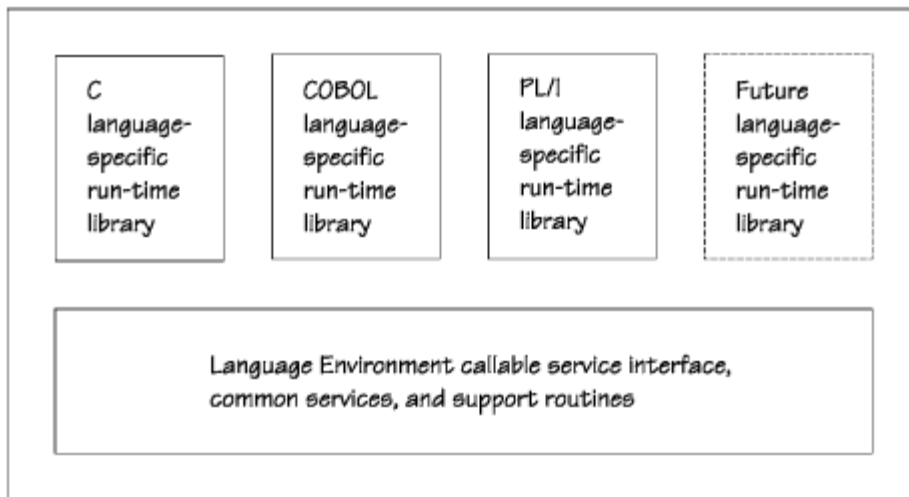 C
language-
specific
run-time
library
COBOL
language-
specific
run-time
library
PL/I
language-
specific
run-time
library
Future
language-
specific
run-time
library
Language Environment callable service interface,
common services, and support routines